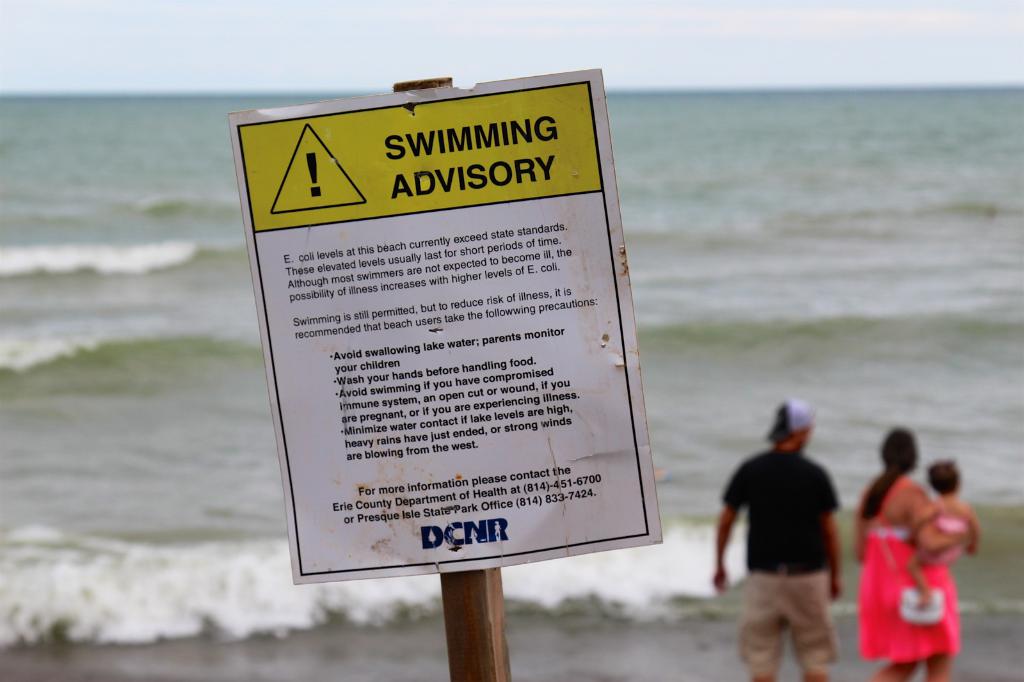 !
SWIMMING
ADVISORY
E. coli levels at this beach currently exceed state standards.
These elevated levels usually last for short periods of time.
Although most swimmers are not expected to become ill, the
possibility of illness increases with higher levels of E. coli.
Swimming is still permitted, but to reduce risk of illness, it is
recommended that beach users take the following precautions:
•Avoid swallowing lake water; parents monitor
your children
•Wash your hands before handling food.
•Avoid swimming if you have compromised
immune system, an open cut or wound, if you
are pregnant, or if you are experiencing illness.
•Minimize water contact if lake levels are high,
heavy rains have just ended, or strong winds
are blowing from the west.
For more information please contact the
Erie County Department of Health at (814)-451-6700
or Presque Isle State Park Office (814) 833-7424.
DCNR